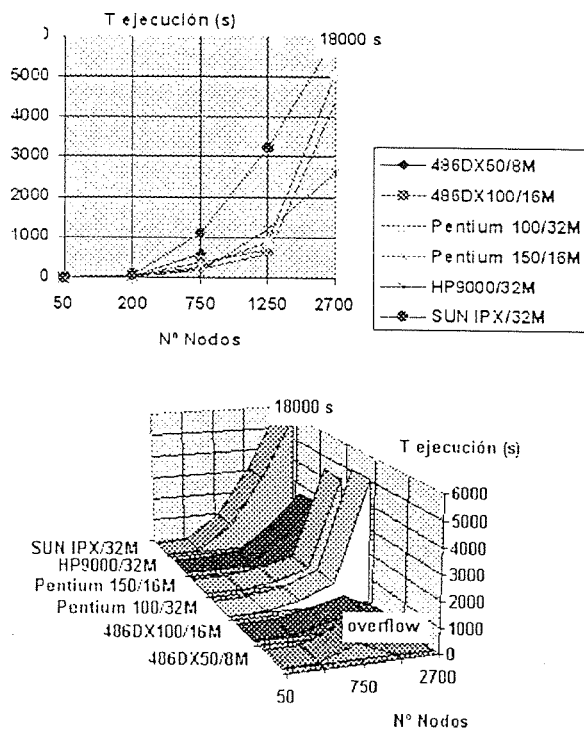 T ejecución (s)
18000 s
5000
4000
3000
2000
1000
0
50 200 750 1250 2700
Nº Nodos
486DX50/8M
486DX100/16M
Pentium 100/32M
Pentium 150/16M
HP9000/32M
SUN IPX/32M
18000 s
T ejecución (s)
6000
5000
4000
3000
2000
1000
0
SUN IPX/32M
HP9000/32M
Pentium 150/16M
Pentium 100/32M
486DX100/16M
486DX50/8M
overflow
50 750 2700
Nº Nodos